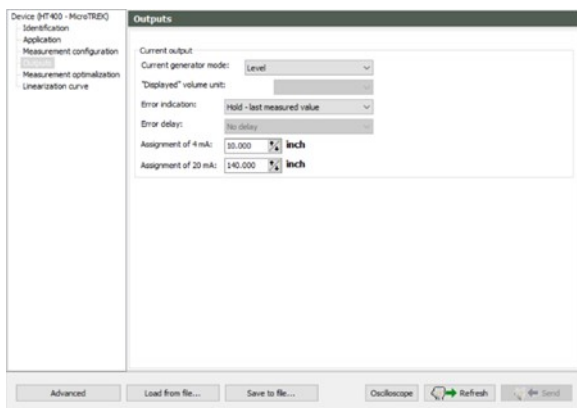 Device (HT400 - MicroTREK)
Identification
Application
Measurement configuration
Outputs
Measurement optimalization
Linearization curve
Outputs
Current output
Current generator mode: Level
"Displayed" volume unit:
Error indication: Hold - last measured value
Error delay: No delay
Assignment of 4 mA: 10.000 inch
Assignment of 20 mA: 140.000 inch
Advanced Load from file... Save to file... Oscilloscope Refresh Send